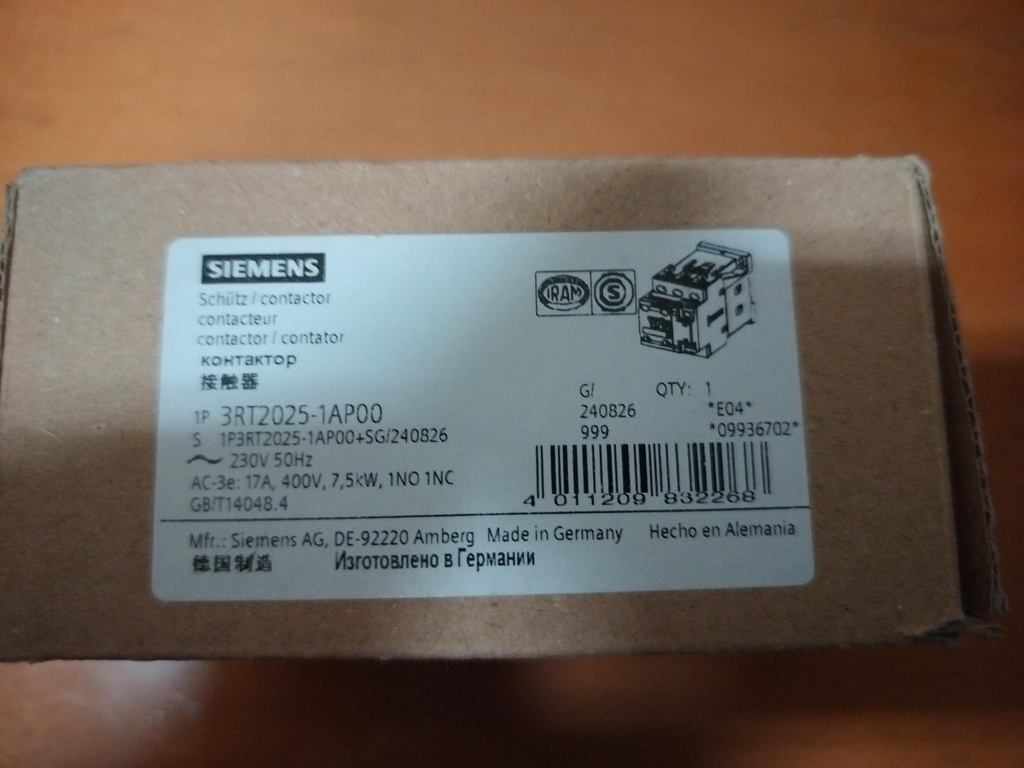 SIEMENS
Schütz / contactor
contacteur
contactor / contator
контактор
接触器
IRAM S
1P 3RT2025-1AP00
S 1P3RT2025-1AP00+SG/240826
~ 230V 50Hz
AC-3e: 17A, 400V, 7,5kW, 1NO 1NC
GB/T14048.4
G/ QTY: 1
240826 *E04*
999 *09936702*
4 011209 832268
Mfr.: Siemens AG, DE-92220 Amberg Made in Germany Hecho en Alemania
德国制造 Изготовлено в Германии